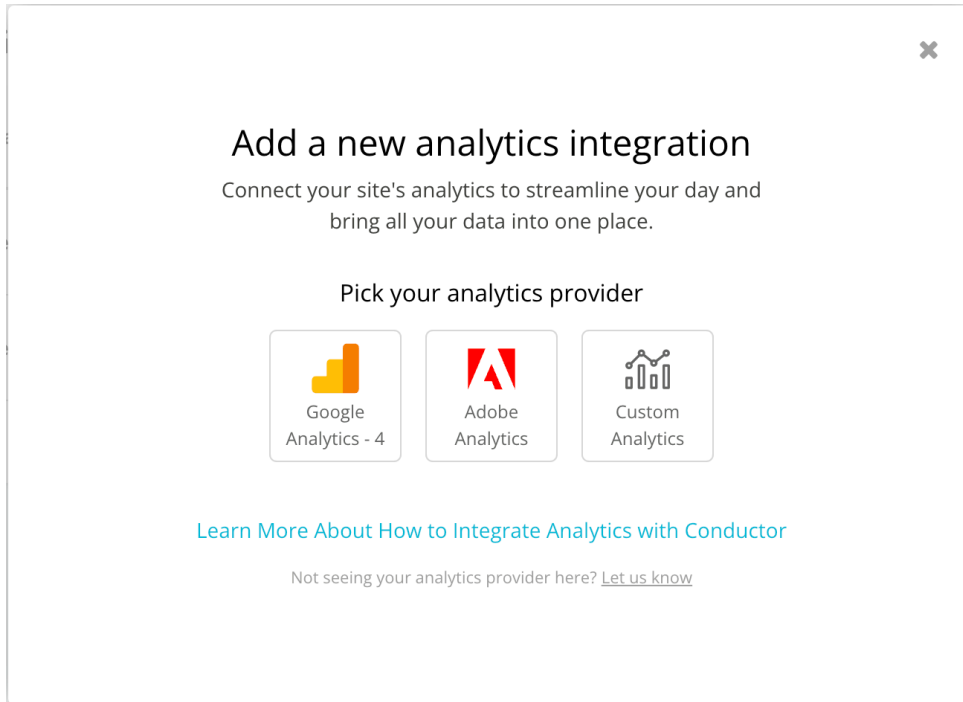 Add a new analytics integration
Connect your site's analytics to streamline your day and
bring all your data into one place.
Pick your analytics provider
Google
Analytics - 4
Adobe
Analytics
Custom
Analytics
Learn More About How to Integrate Analytics with Conductor
Not seeing your analytics provider here? Let us know